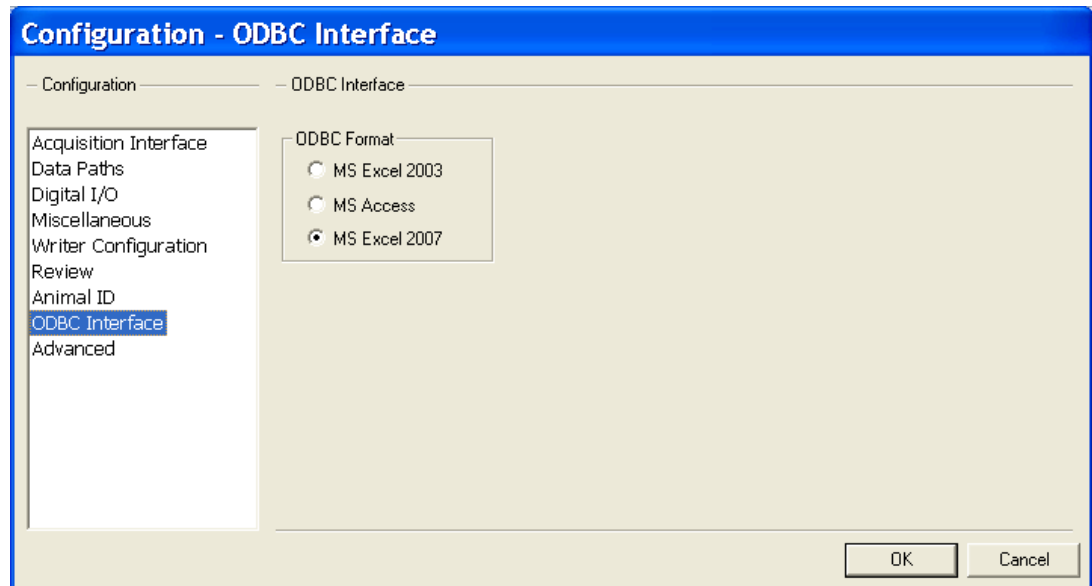 Configuration - ODBC Interface
Configuration
Acquisition Interface
Data Paths
Digital I/O
Miscellaneous
Writer Configuration
Review
Animal ID
ODBC Interface
Advanced
ODBC Interface
ODBC Format
MS Excel 2003
MS Access
MS Excel 2007
OK
Cancel